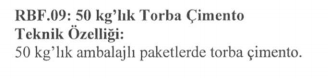 RBF.09: 50 kg'lık Torba Çimento
Teknik Özelliği:
50 kg'lık ambalajlı paketlerde torba çimento.